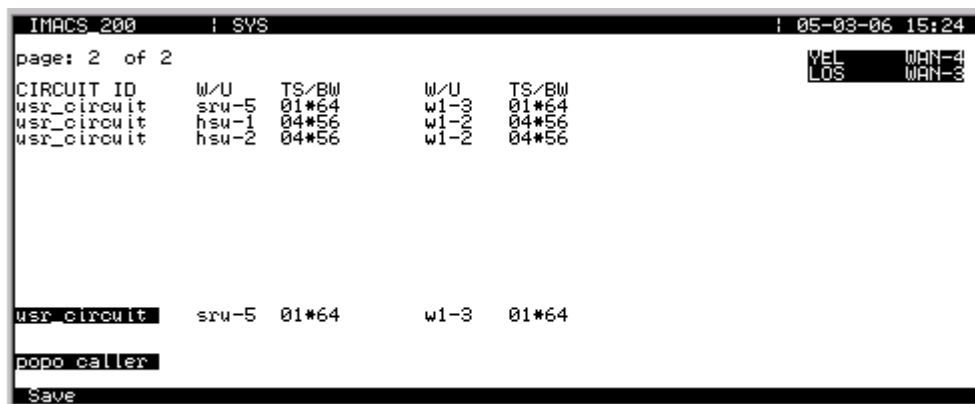 IMACS_200 | SYS | 05-03-06 15:24
page: 2 of 2 YEL WAN-4
LOS WAN-3
CIRCUIT ID W/U TS/BW W/U TS/BW
usr_circuit sru-5 01*64 w1-3 01*64
usr_circuit hsu-1 04*56 w1-2 04*56
usr_circuit hsu-2 04*56 w1-2 04*56
usr_circuit sru-5 01*64 w1-3 01*64
popo caller
Save